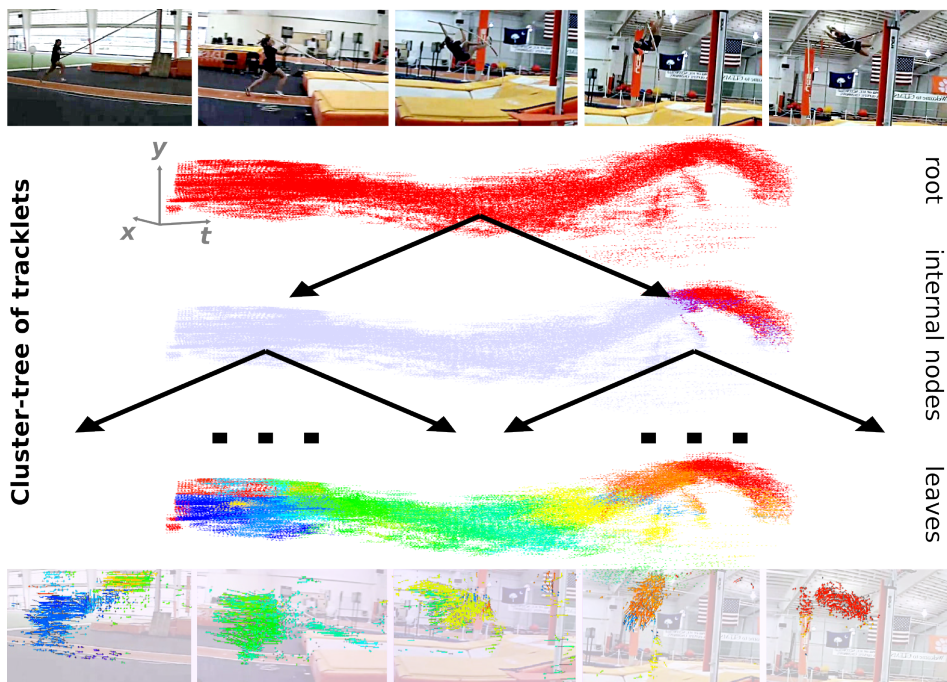 y
root
x
t
internal nodes
Cluster-tree of tracklets
leaves